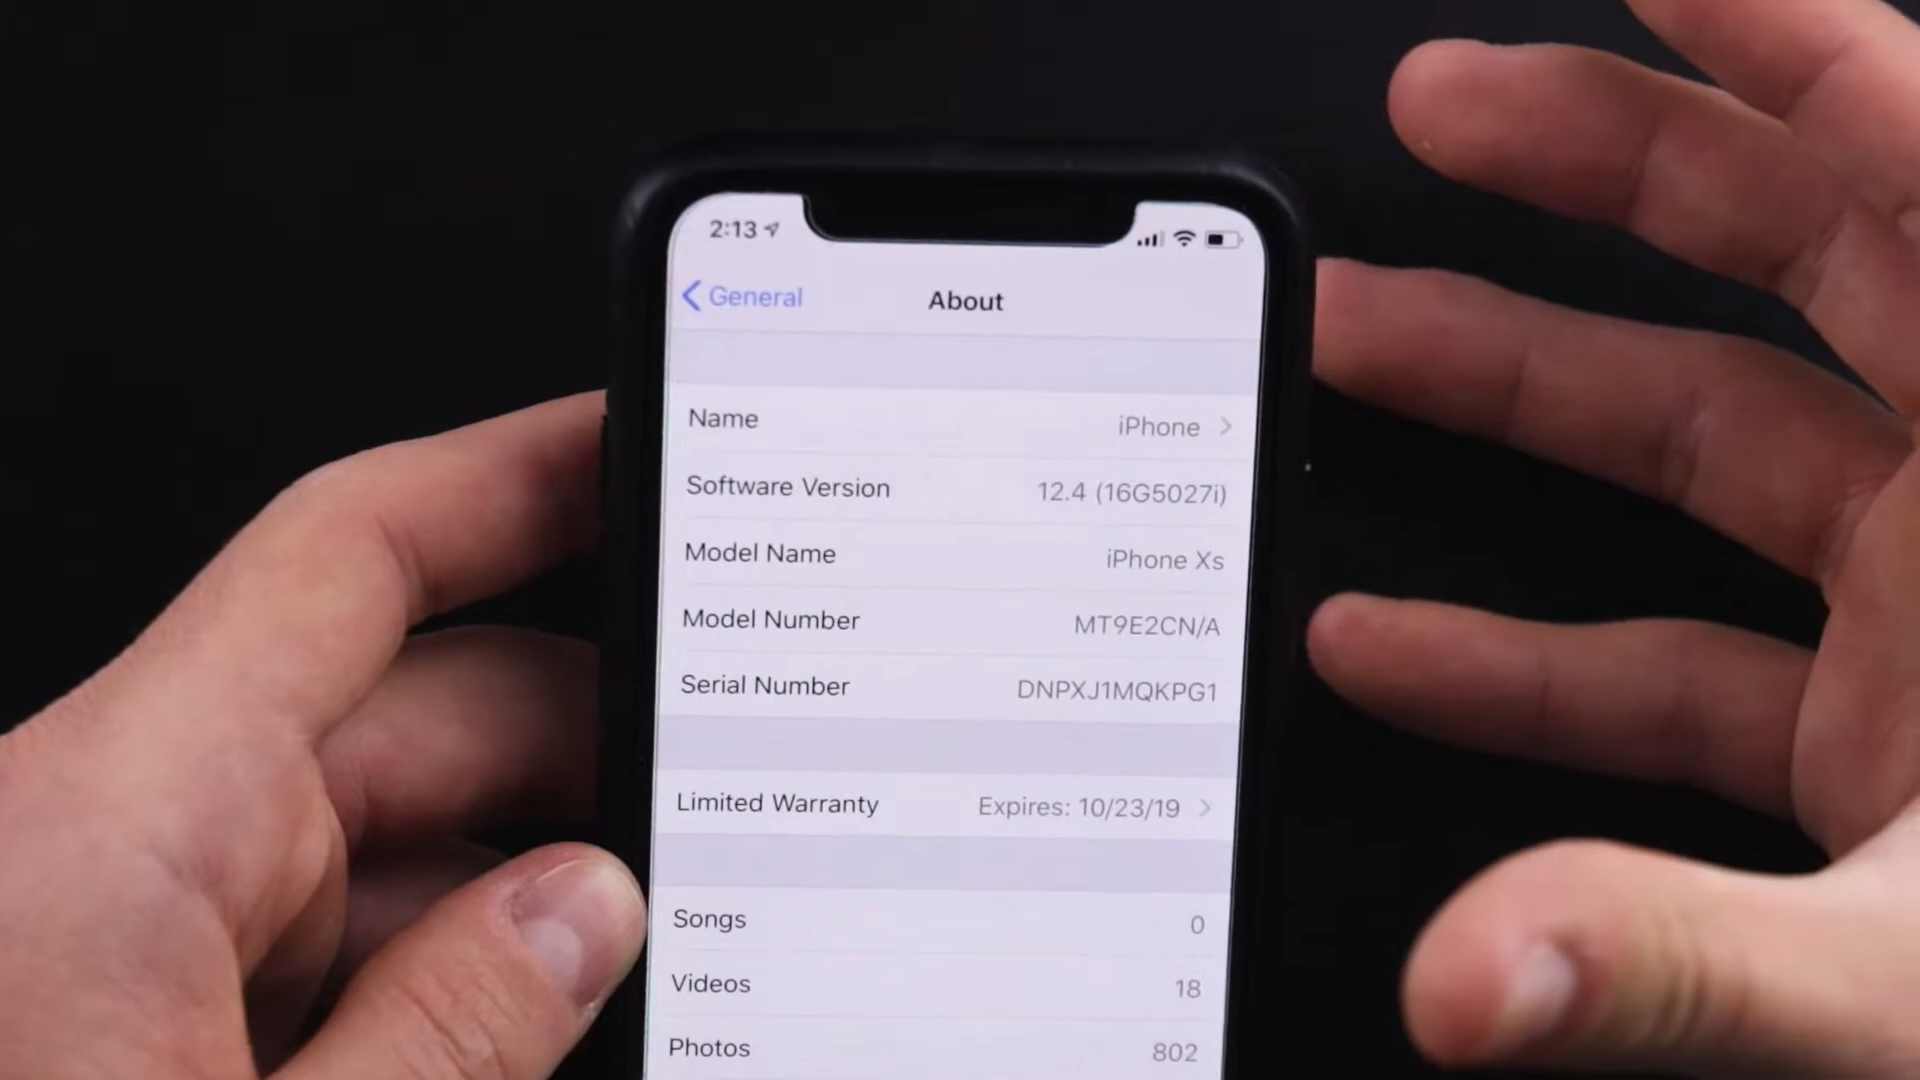 2:13
General
About
Name iPhone
Software Version 12.4 (16G5027i)
Model Name iPhone Xs
Model Number MT9E2CN/A
Serial Number DNPXJ1MQKPG1
Limited Warranty Expires: 10/23/19
Songs 0
Videos 18
Photos 802